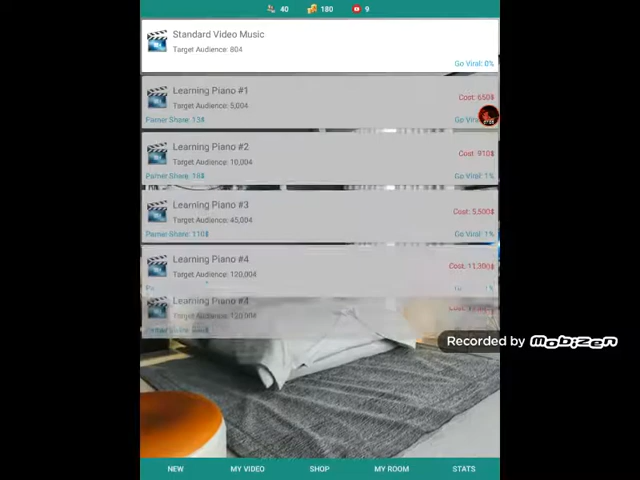 40 180 9
Standard Video Music
Target Audience: 804
Go Viral: 0%
Learning Piano #1
Target Audience: 5,004
Cost: 650$
Partner Share: 13$
Learning Piano #2
Target Audience: 10,004
Cost: 910$
Partner Share: 18$
Go Viral: 1%
Learning Piano #3
Target Audience: 45,004
Cost: 5,500$
Partner Share: 110$
Go Viral: 1%
Learning Piano #4
Target Audience: 120,004
Cost: 11,300$
Learning Piano #4
Target Audience: 120,004
Recorded by mobizen
NEW MY VIDEO SHOP MY ROOM STATS